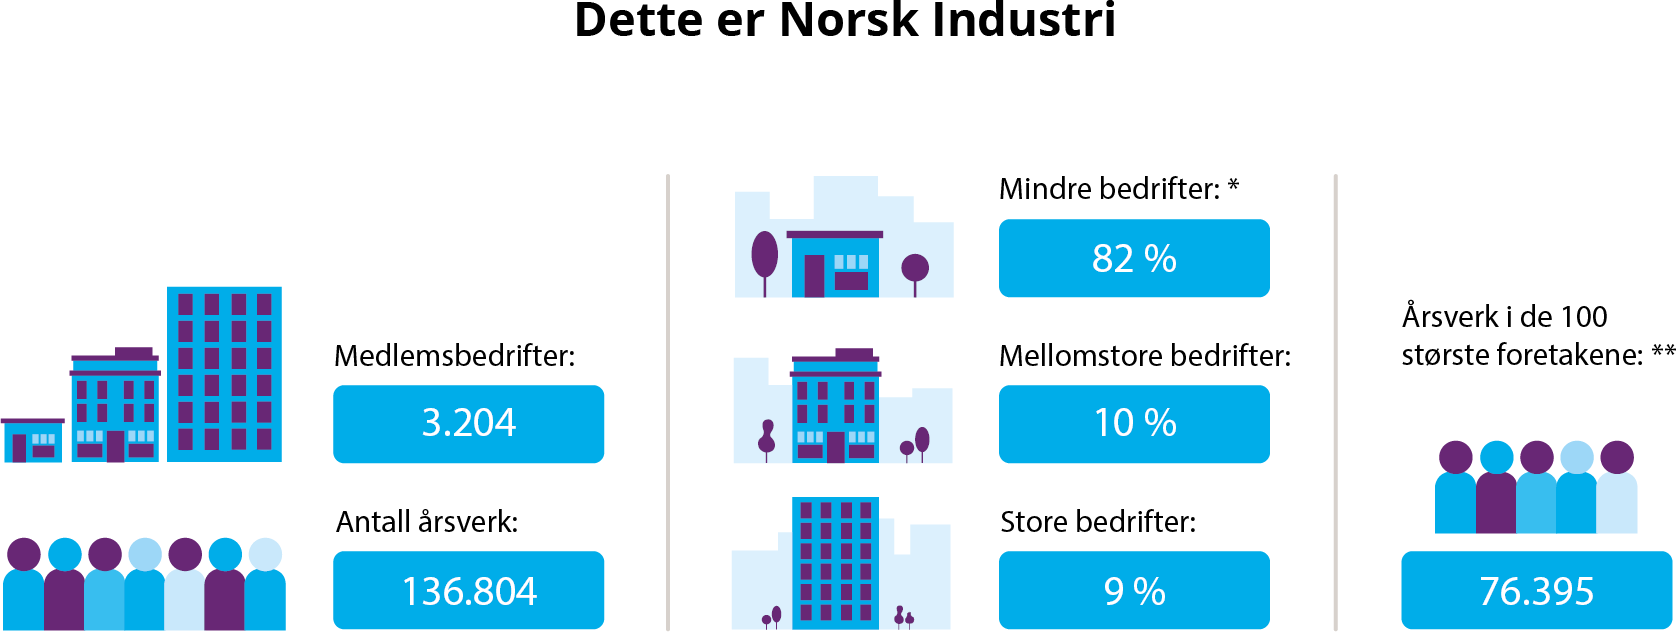 Dette er Norsk Industri
Medlemsbedrifter:
3.204
Antall årsverk:
136.804
Mindre bedrifter: *
82 %
Mellomstore bedrifter:
10 %
Store bedrifter:
9 %
Årsverk i de 100
største foretakene: **
76.395